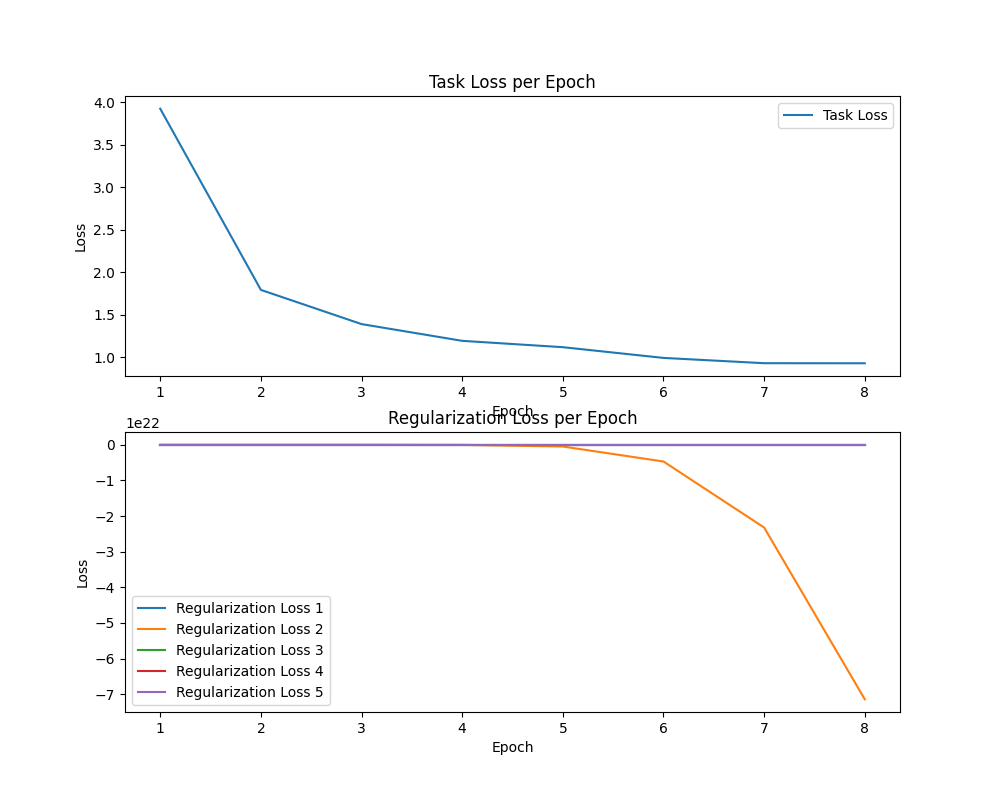 Task Loss per Epoch
Loss
4.0
3.5
3.0
2.5
2.0
1.5
1.0
Task Loss
1 2 3 4 5 6 7 8
Epoch
Regularization Loss per Epoch
1e22
Loss
0
−1
−2
−3
−4
−5
−6
−7
Regularization Loss 1
Regularization Loss 2
Regularization Loss 3
Regularization Loss 4
Regularization Loss 5
1 2 3 4 5 6 7 8
Epoch